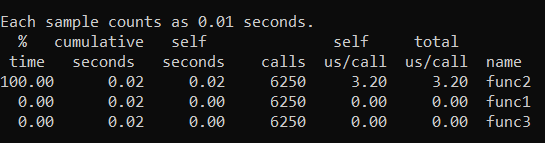 Each sample counts as 0.01 seconds.
  %   cumulative   self              self     total
 time   seconds   seconds    calls  us/call  us/call  name
100.00      0.02     0.02     6250     3.20     3.20  func2
  0.00      0.02     0.00     6250     0.00     0.00  func1
  0.00      0.02     0.00     6250     0.00     0.00  func3